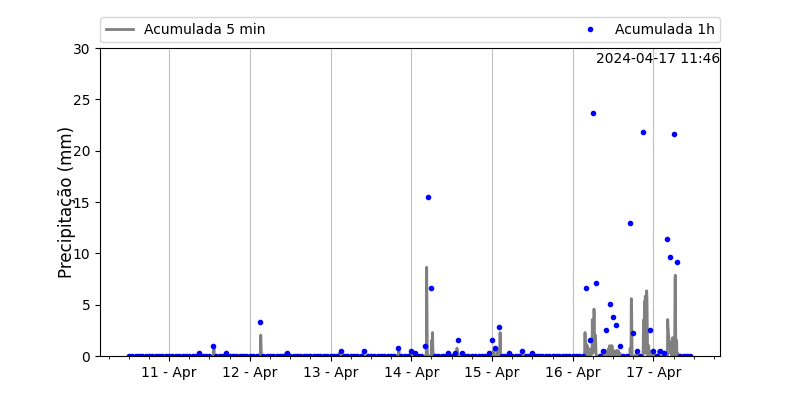 Acumulada 5 min
Acumulada 1h
2024-04-17 11:46
Precipitação (mm)
30
25
20
15
10
5
0
11 - Apr
12 - Apr
13 - Apr
14 - Apr
15 - Apr
16 - Apr
17 - Apr